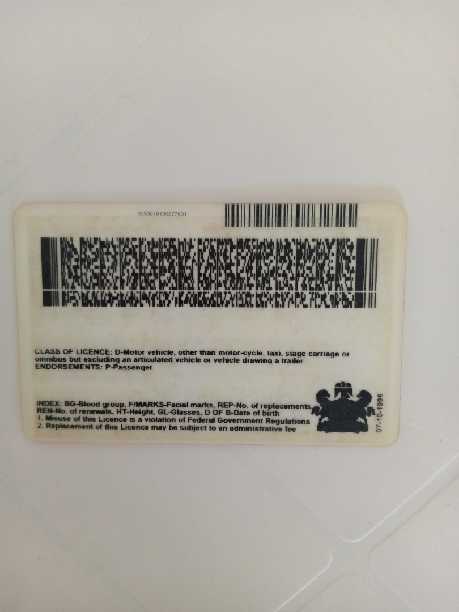 CLASS OF LICENCE: D-Motor vehicle, other than motor-cycle, taxi, stage carriage or
omnibus but excluding an articulated vehicle or vehicle drawing a trailer
ENDORSEMENTS: P-Passenger
INDEX: BG-Blood group, F/MARKS-Facial marks, REP-No. of replacements
REN-No. of renewals, HT-Height, GL-Glasses, D OF B-Date of birth
1. Misuse of this Licence is a violation of Federal Government Regulations
2. Replacement of this Licence may be subject to an administrative fee
07-10-1996